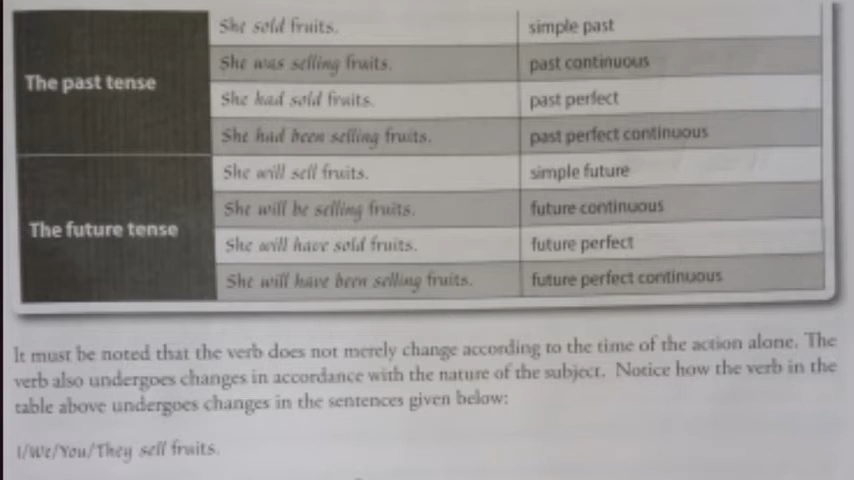 The past tense
She sold fruits. simple past
She was selling fruits. past continuous
She had sold fruits. past perfect
She had been selling fruits. past perfect continuous
The future tense
She will sell fruits. simple future
She will be selling fruits. future continuous
She will have sold fruits. future perfect
She will have been selling fruits. future perfect continuous
It must be noted that the verb does not merely change according to the time of the action alone. The
verb also undergoes changes in accordance with the nature of the subject. Notice how the verb in the
table above undergoes changes in the sentences given below:
I/We/You/They sell fruits.